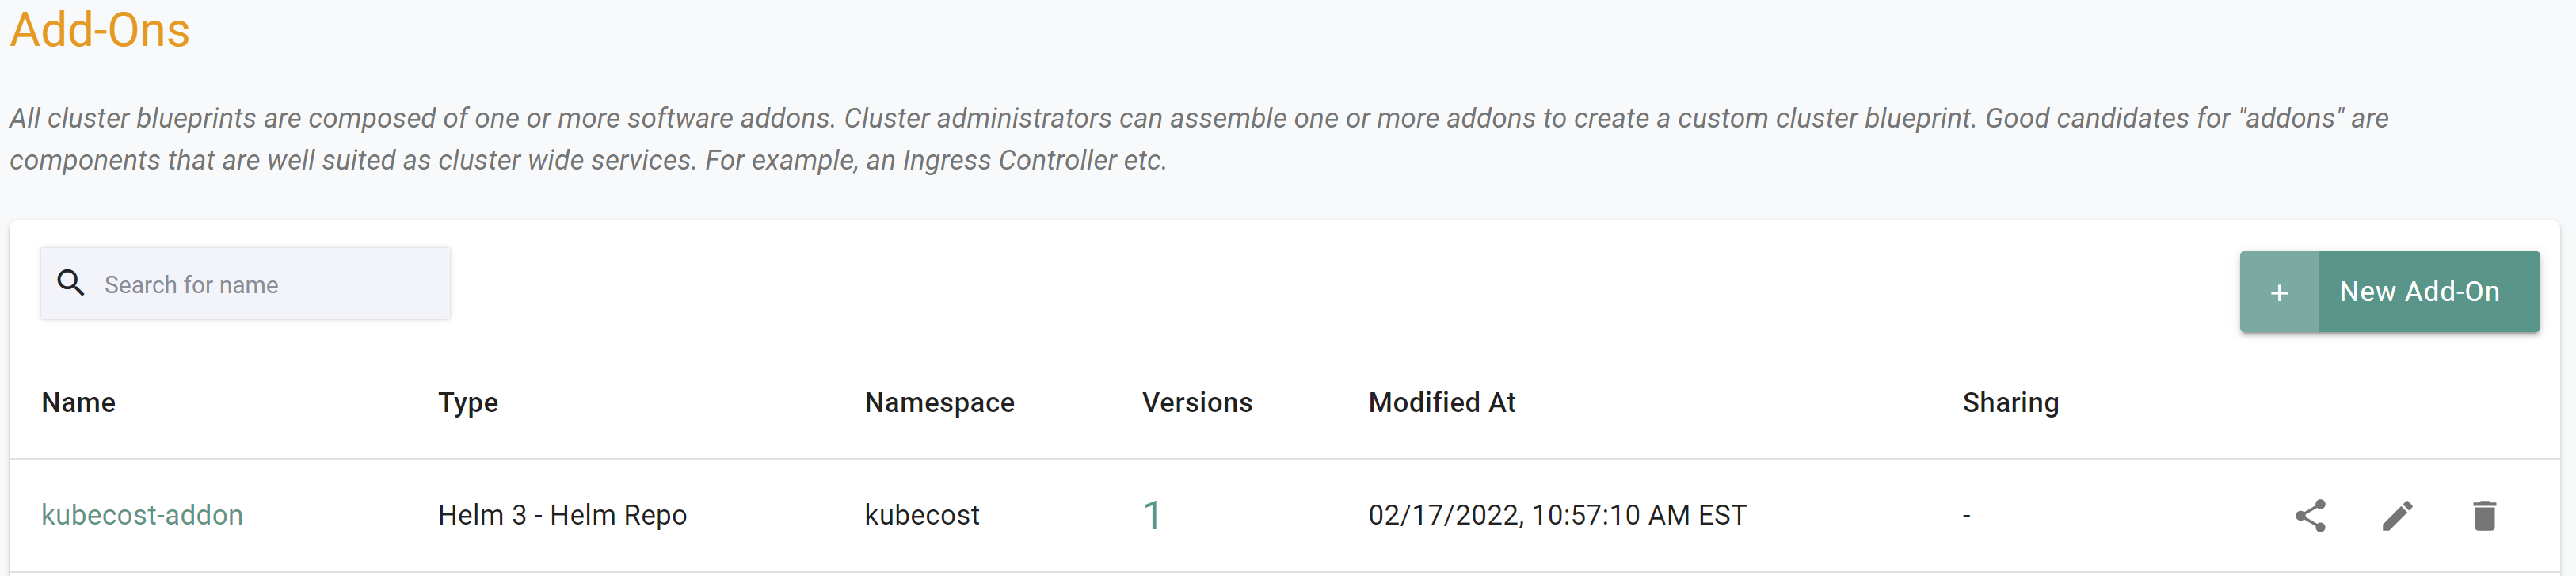 Add-Ons
All cluster blueprints are composed of one or more software addons. Cluster administrators can assemble one or more addons to create a custom cluster blueprint. Good candidates for "addons" are
components that are well suited as cluster wide services. For example, an Ingress Controller etc.
Search for name
+ New Add-On
Name Type Namespace Versions Modified At Sharing
kubecost-addon Helm 3 - Helm Repo kubecost 1 02/17/2022, 10:57:10 AM EST -